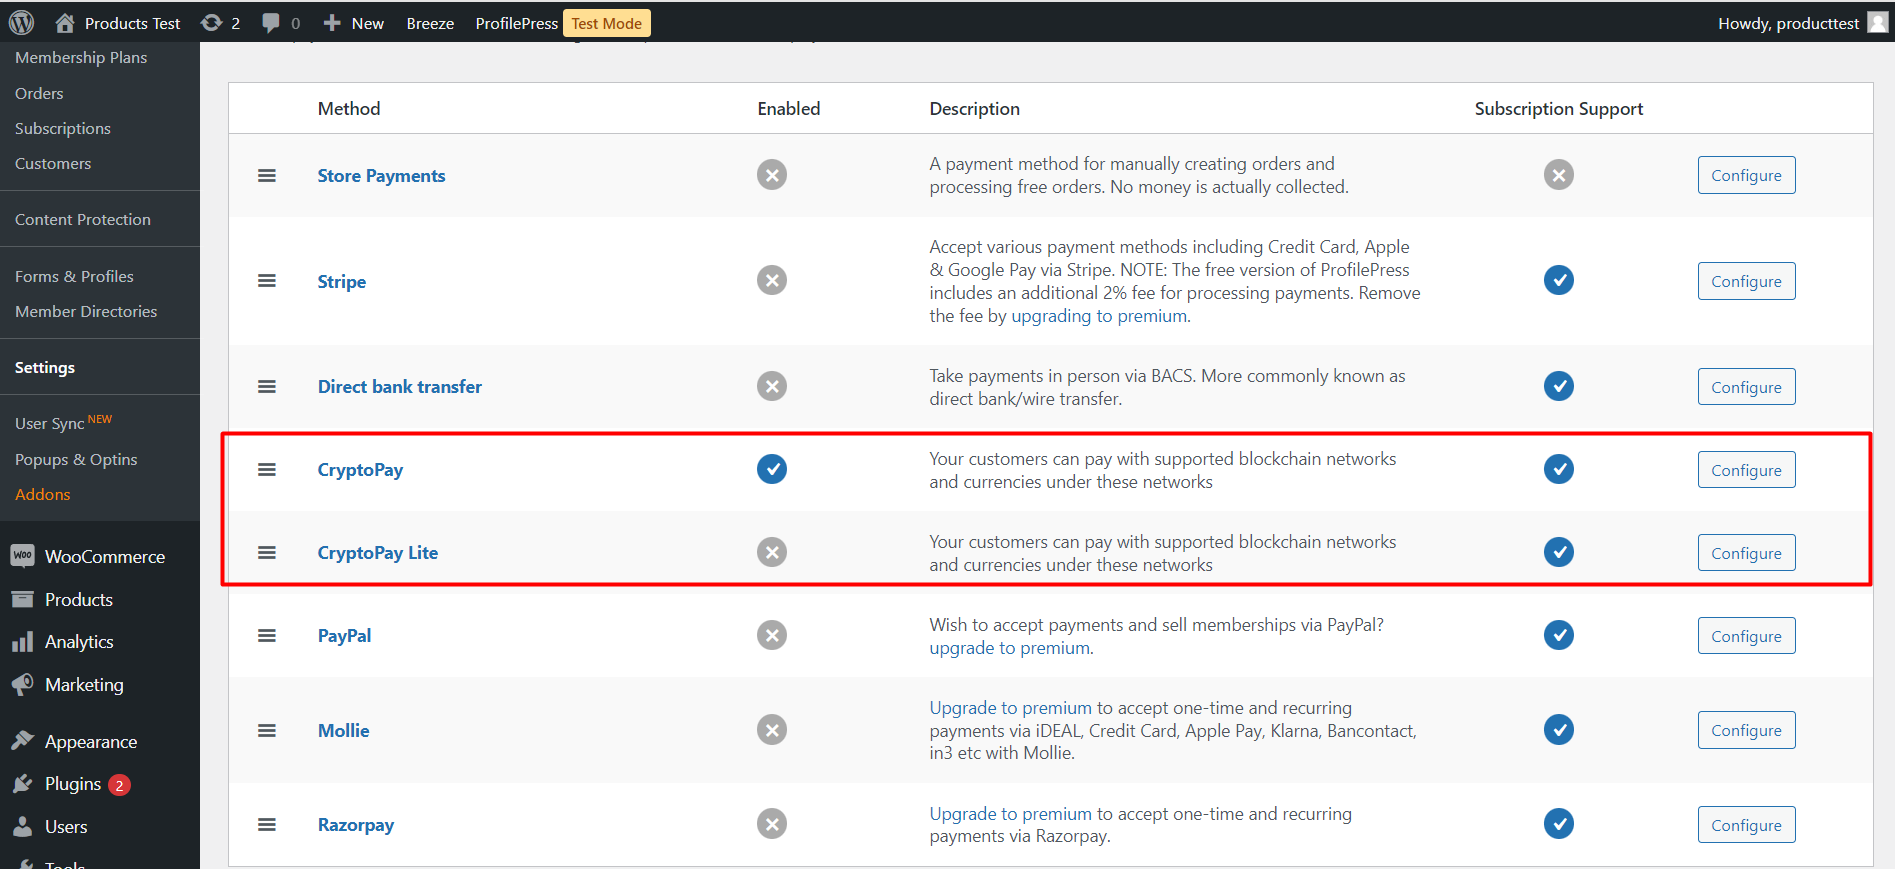 Products Test
2
0
New
Breeze
ProfilePress
Test Mode
Howdy, producttest
Membership Plans
Orders
Subscriptions
Customers
Content Protection
Forms & Profiles
Member Directories
Settings
User Sync NEW
Popups & Optins
Addons
WOO
WooCommerce
Products
Analytics
Marketing
Appearance
Plugins 2
Users
Tools
Method Enabled Description Subscription Support
Store Payments
A payment method for manually creating orders and
processing free orders. No money is actually collected.
Configure
Stripe
Accept various payment methods including Credit Card, Apple
& Google Pay via Stripe. NOTE: The free version of ProfilePress
includes an additional 2% fee for processing payments. Remove
the fee by upgrading to premium.
Configure
Direct bank transfer
Take payments in person via BACS. More commonly known as
direct bank/wire transfer.
Configure
CryptoPay
Your customers can pay with supported blockchain networks
and currencies under these networks
Configure
CryptoPay Lite
Your customers can pay with supported blockchain networks
and currencies under these networks
Configure
PayPal
Wish to accept payments and sell memberships via PayPal?
upgrade to premium.
Configure
Mollie
Upgrade to premium to accept one-time and recurring
payments via iDEAL, Credit Card, Apple Pay, Klarna, Bancontact,
in3 etc with Mollie.
Configure
Razorpay
Upgrade to premium to accept one-time and recurring
payments via Razorpay.
Configure